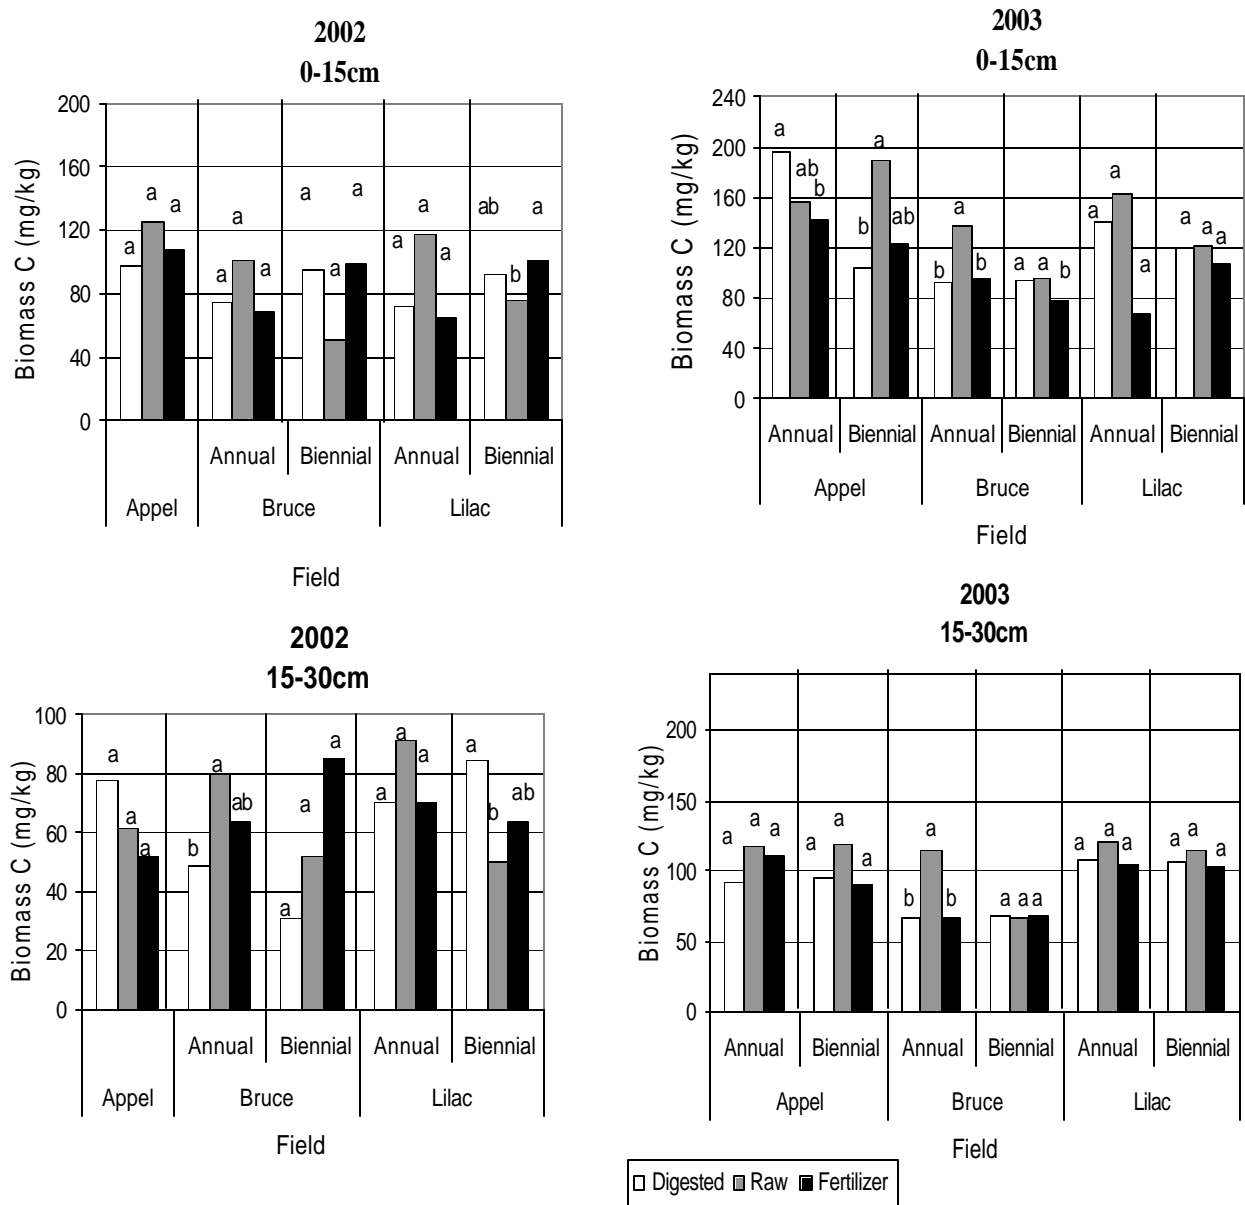 2002
0-15cm
200
160
120
80
40
0
Biomass C (mg/kg)
a a a a a a a a a a a a ab b a
Annual Biennial Annual Biennial
Appel Bruce Lilac
Field
2003
0-15cm
240
200
160
120
80
40
0
Biomass C (mg/kg)
a ab b b a ab b a b a a b a a a a a a
Annual Biennial Annual Biennial Annual Biennial
Appel Bruce Lilac
Field
2002
15-30cm
100
80
60
40
20
0
Biomass C (mg/kg)
a a a b a ab a a a a a a a b ab
Annual Biennial Annual Biennial
Appel Bruce Lilac
Field
2003
15-30cm
200
150
100
50
0
Biomass C (mg/kg)
a a a a a a b a b a a a a a a a a a
Annual Biennial Annual Biennial Annual Biennial
Appel Bruce Lilac
Field
Digested Raw Fertilizer